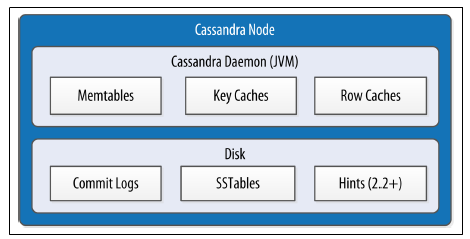 Cassandra Node
Cassandra Daemon (JVM)
Memtables
Key Caches
Row Caches
Disk
Commit Logs
SSTables
Hints (2..2+)